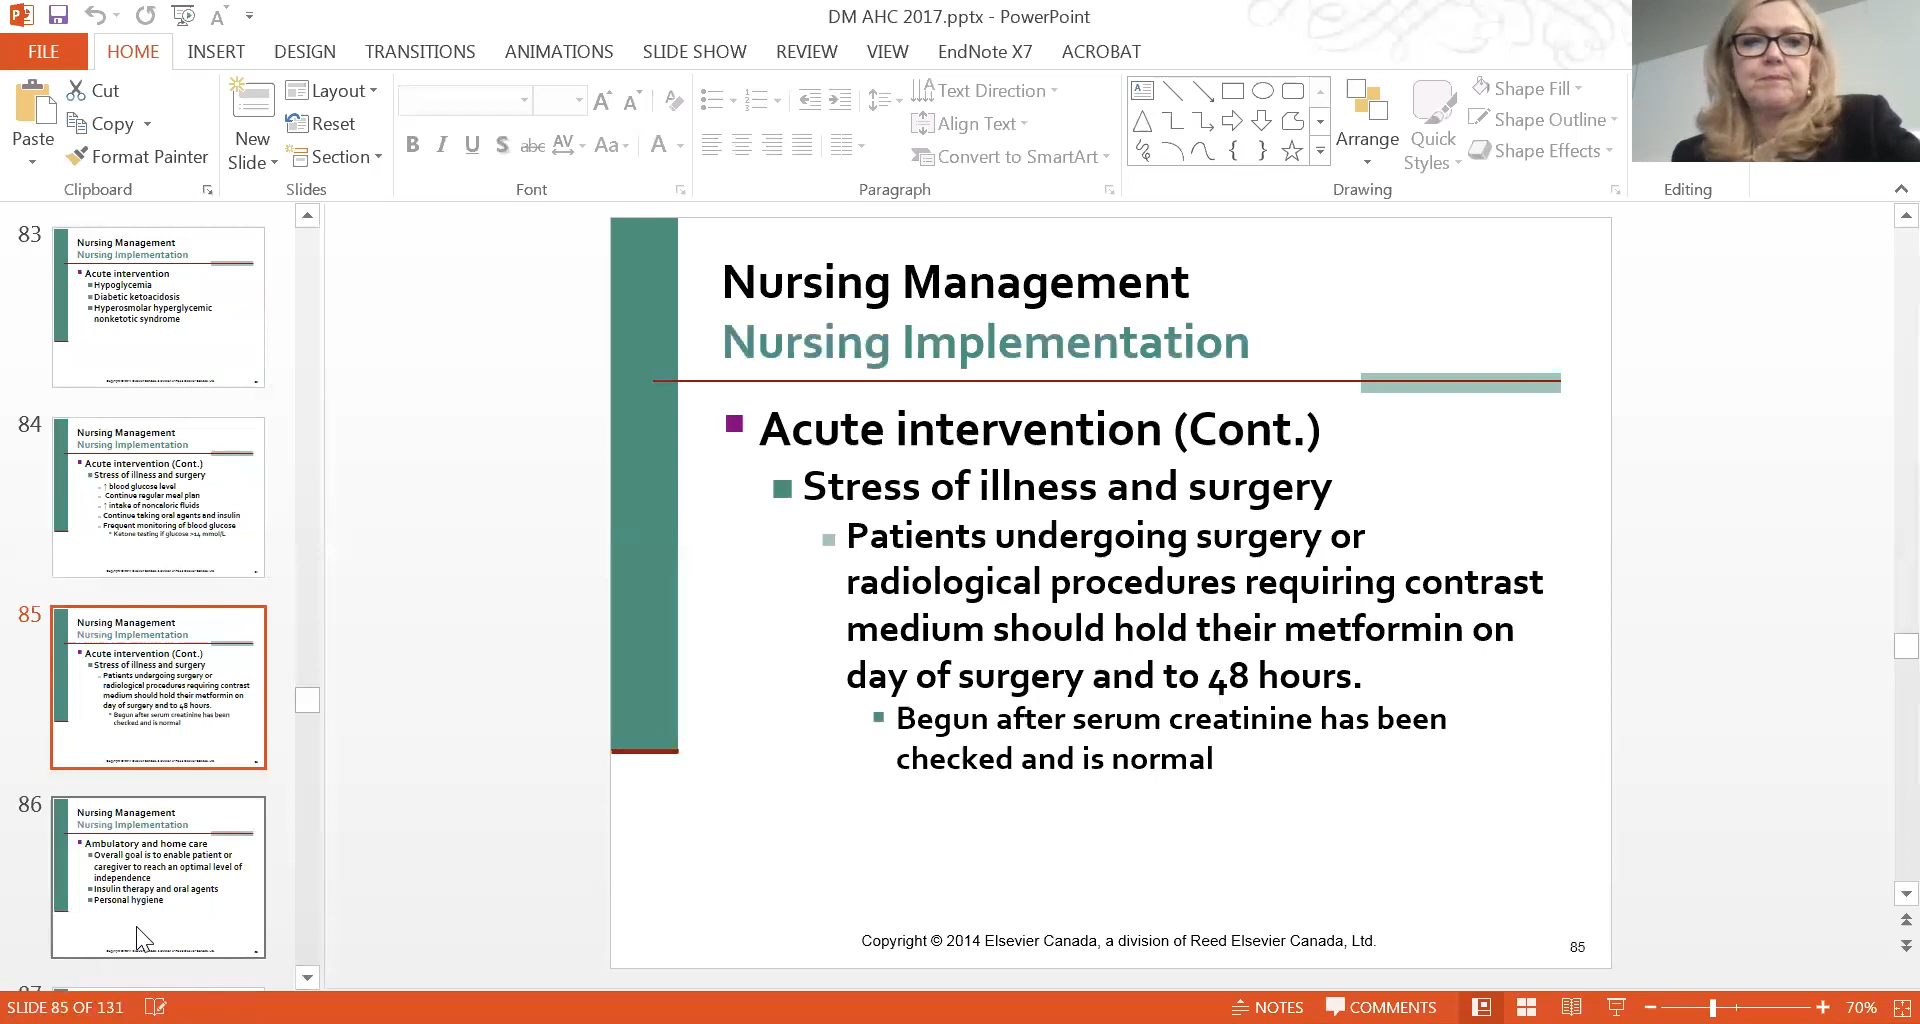 DM AHC 2017.pptx - PowerPoint
FILE HOME INSERT DESIGN TRANSITIONS ANIMATIONS SLIDE SHOW REVIEW VIEW EndNote X7 ACROBAT
Paste
Cut
Copy
Format Painter
Clipboard
New
Slide
Layout
Reset
Section
Slides
B I U S abc AV Aa A
Font
Text Direction
Align Text
Convert to SmartArt
Paragraph
Arrange
Quick
Styles
Shape Fill
Shape Outline
Shape Effects
Drawing
Editing
83
Nursing Management
Nursing Implementation
Acute intervention
Hypoglycemia
Diabetic ketoacidosis
Hyperosmolar hyperglycemic
nonketotic syndrome
84
Nursing Management
Nursing Implementation
Acute intervention (Cont.)
Stress of illness and surgery
↑ blood glucose level
Continue regular meal plan
↑ intake of noncaloric fluids
Continue taking oral agents and insulin
Frequent monitoring of blood glucose
Ketone testing if glucose >14 mmol/L
85
Nursing Management
Nursing Implementation
Acute intervention (Cont.)
Stress of illness and surgery
Patients undergoing surgery or
radiological procedures requiring contrast
medium should hold their metformin on
day of surgery and to 48 hours.
Begun after serum creatinine has been
checked and is normal
86
Nursing Management
Nursing Implementation
Ambulatory and home care
Overall goal is to enable patient or
caregiver to reach an optimal level of
independence
Insulin therapy and oral agents
Personal hygiene
Nursing Management
Nursing Implementation
Acute intervention (Cont.)
Stress of illness and surgery
Patients undergoing surgery or
radiological procedures requiring contrast
medium should hold their metformin on
day of surgery and to 48 hours.
Begun after serum creatinine has been
checked and is normal
Copyright © 2014 Elsevier Canada, a division of Reed Elsevier Canada, Ltd.
85
SLIDE 85 OF 131
NOTES COMMENTS 70%